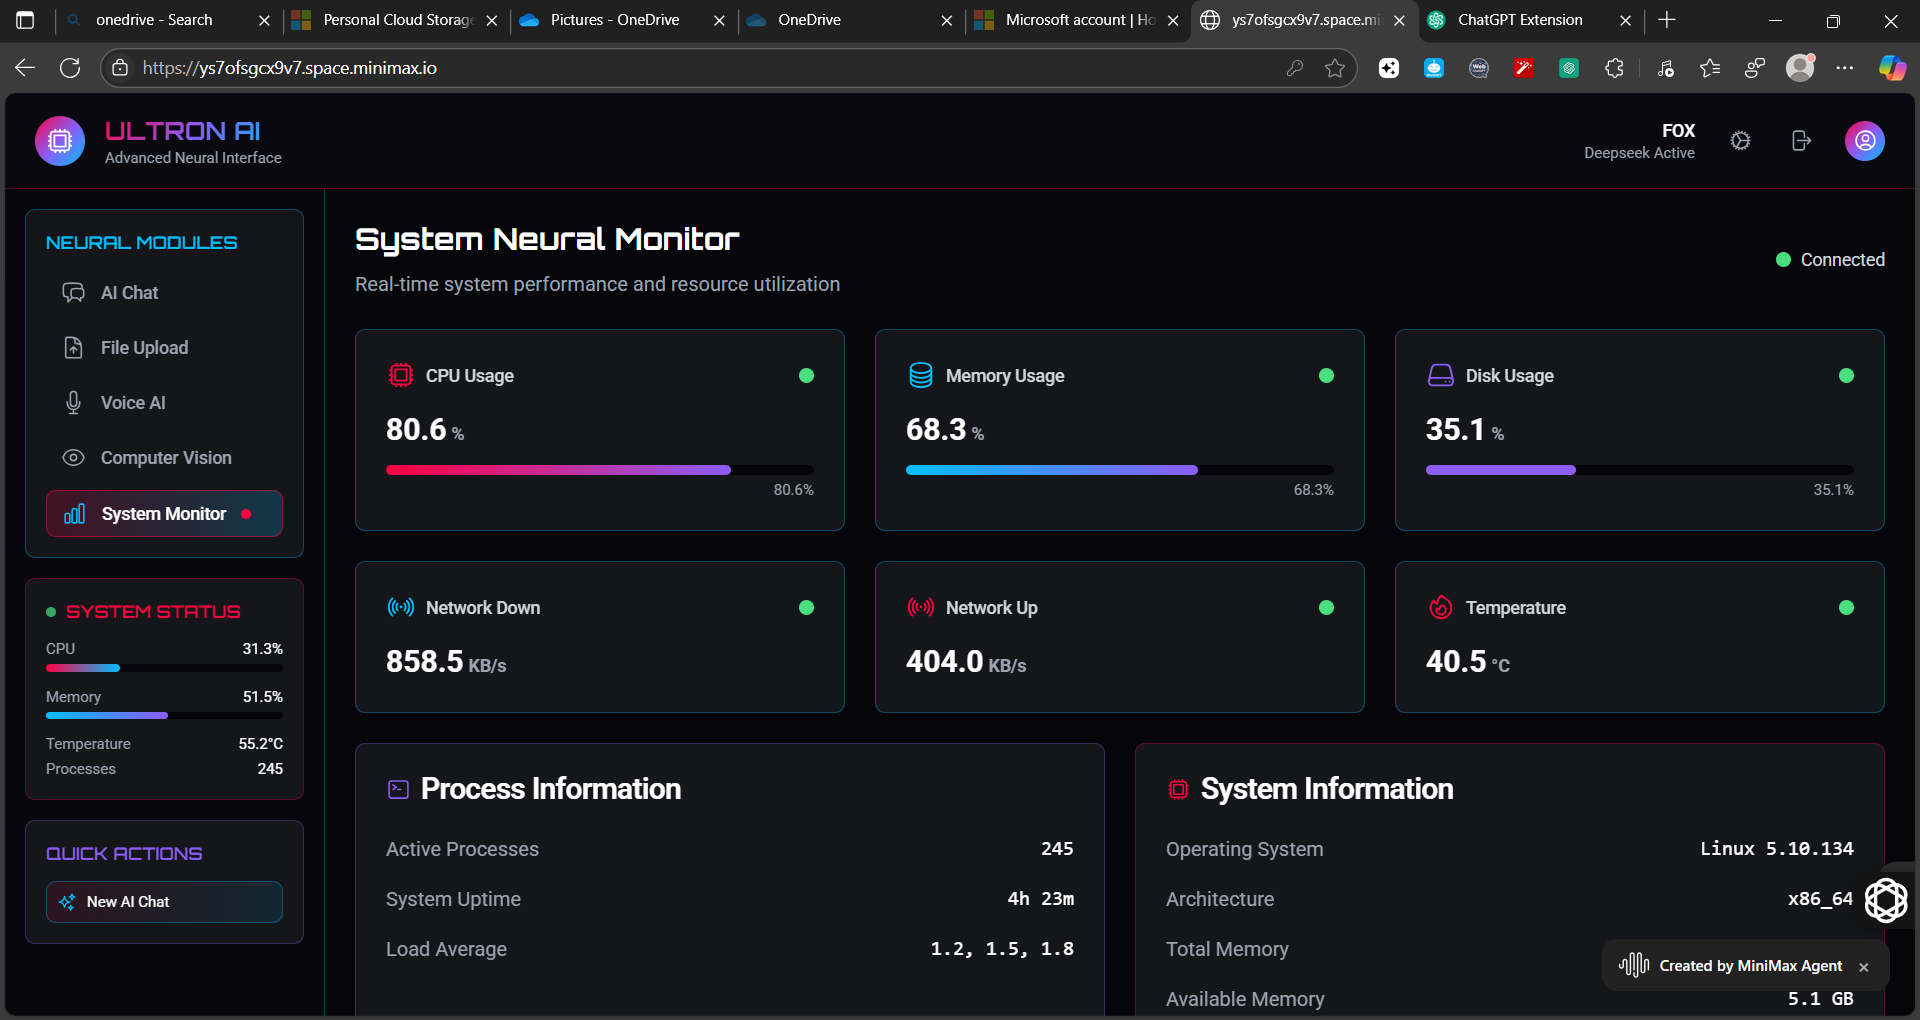 onedrive - Search
Personal Cloud Storage
Pictures - OneDrive
OneDrive
Microsoft account | Ho
ys7ofsgcx9v7.space.mi
ChatGPT Extension
https://ys7ofsgcx9v7.space.minimax.io
ULTRON AI
Advanced Neural Interface
FOX
Deepseek Active
NEURAL MODULES
AI Chat
File Upload
Voice AI
Computer Vision
System Monitor
SYSTEM STATUS
CPU 31.3%
Memory 51.5%
Temperature 55.2°C
Processes 245
QUICK ACTIONS
New AI Chat
System Neural Monitor
Real-time system performance and resource utilization
Connected
CPU Usage
80.6 %
80.6%
Memory Usage
68.3 %
68.3%
Disk Usage
35.1 %
35.1%
Network Down
858.5 KB/s
Network Up
404.0 KB/s
Temperature
40.5 °C
Process Information
Active Processes 245
System Uptime 4h 23m
Load Average 1.2, 1.5, 1.8
System Information
Operating System Linux 5.10.134
Architecture x86_64
Total Memory
Available Memory 5.1 GB
Created by MiniMax Agent